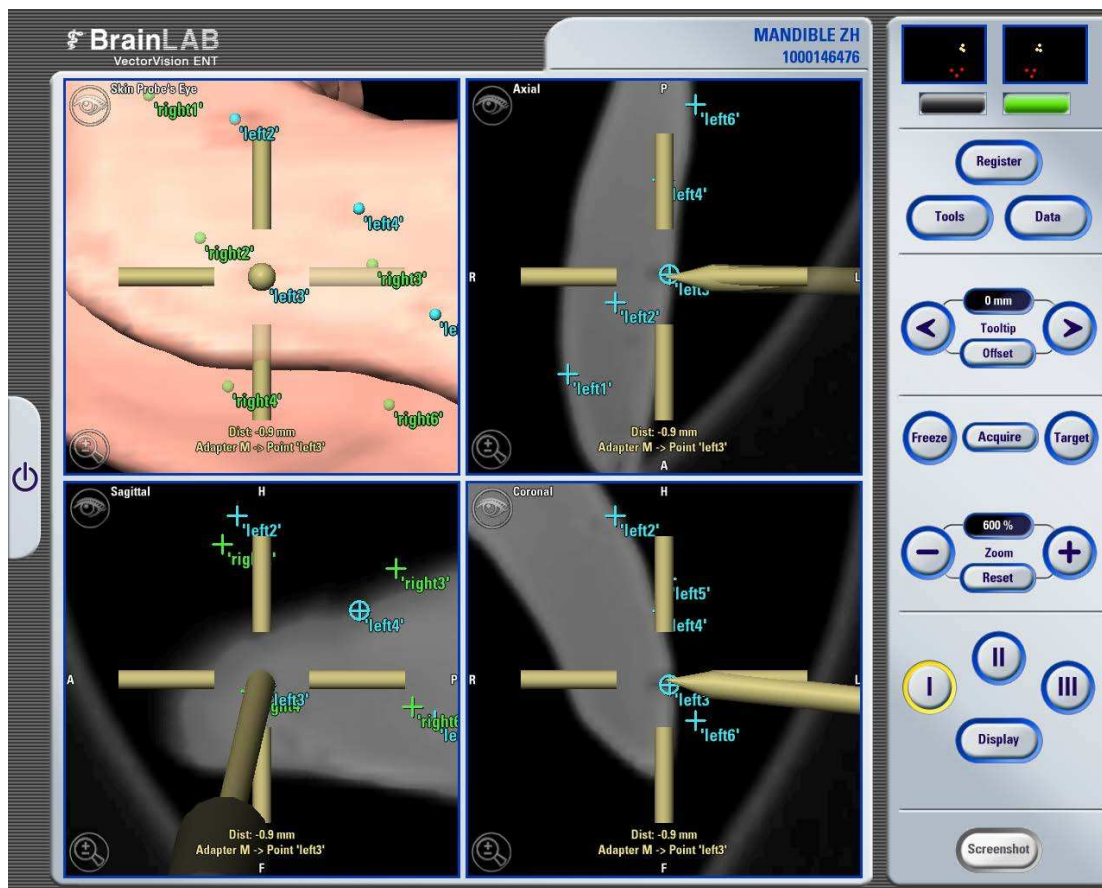 BrainLAB
VectorVision ENT
MANDIBLE ZH
1000146476
Skin Probe's Eye
'right1'
'left2'
'left4'
'right2'
'right3'
'left3'
'right4'
'right6'
Dist: -0.9 mm
Adapter M -> Point 'left3'
Axial
P
'left6'
left4'
R
L
'left2'
'left1'
Dist: -0.9 mm
Adapter M -> Point 'left3'
A
Sagittal
H
'left2'
'right3'
'left4'
A
P
left3'
Dist: -0.9 mm
Adapter M -> Point 'left3'
F
Coronal
H
'left2'
'left5'
left4'
R
L
'left3
'left6'
Dist: -0.9 mm
Adapter M -> Point 'left3'
F
Register
Tools
Data
0 mm
<
Tooltip
>
Offset
Freeze
Acquire
Target
600 %
−
Zoom
+
Reset
II
I
III
Display
Screenshot